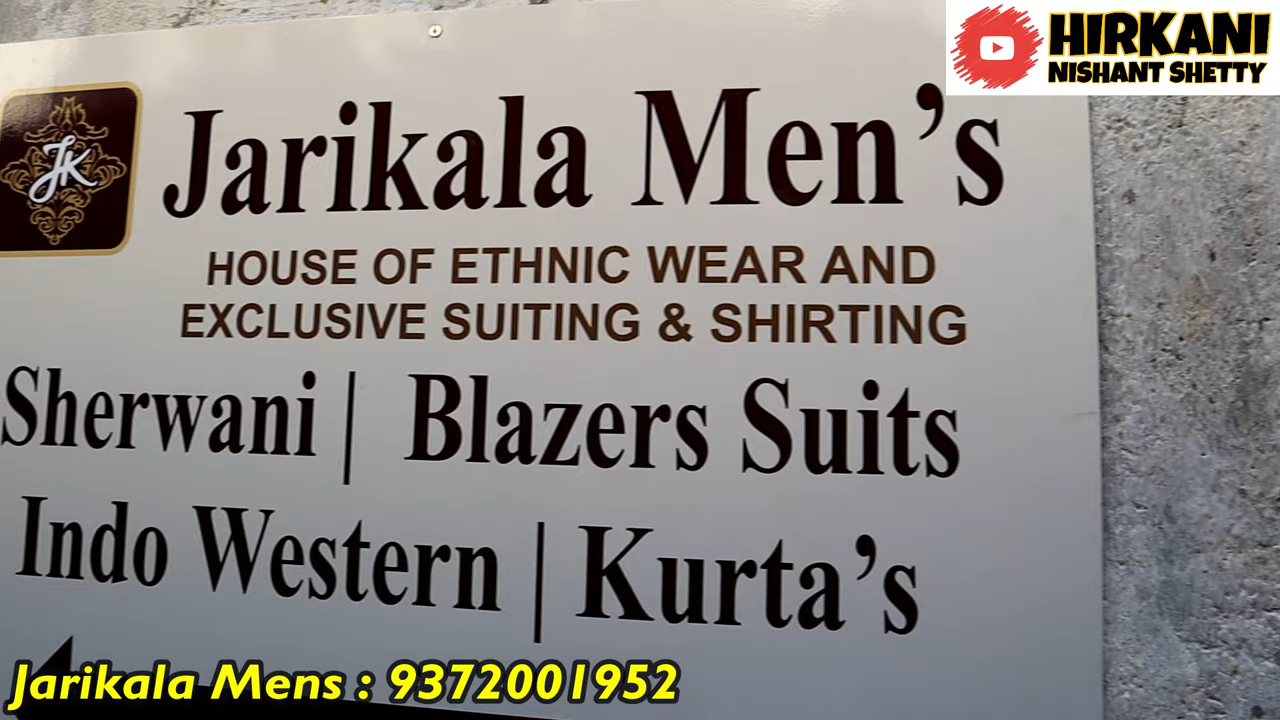 HIRKANI
NISHANT SHETTY
JK
Jarikala Men's
HOUSE OF ETHNIC WEAR AND
EXCLUSIVE SUITING & SHIRTING
Sherwani | Blazers Suits
Indo Western | Kurta's
Jarikala Mens : 9372001952